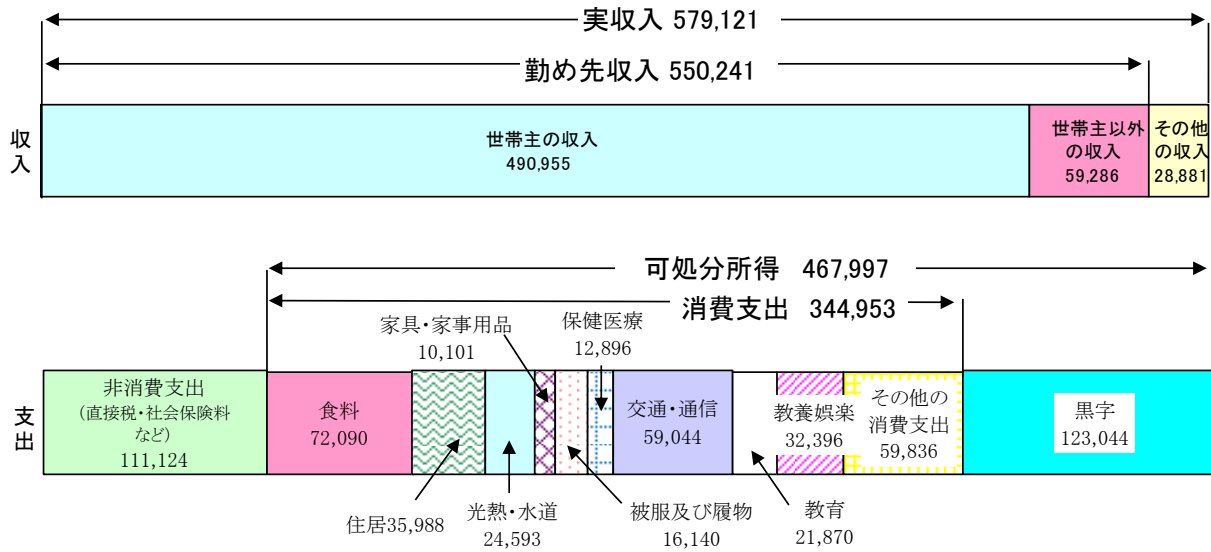 実収入 579,121
勤め先収入 550,241
収入
世帯主の収入
490,955
世帯主以外
の収入
59,286
その他
の収入
28,881
可処分所得 467,997
消費支出 344,953
家具・家事用品
10,101
保健医療
12,896
支出
非消費支出
(直接税・社会保険料
など)
111,124
食料
72,090
交通・通信
59,044
教養娯楽
32,396
その他の
消費支出
59,836
黒字
123,044
住居35,988
光熱・水道
24,593
被服及び履物
16,140
教育
21,870